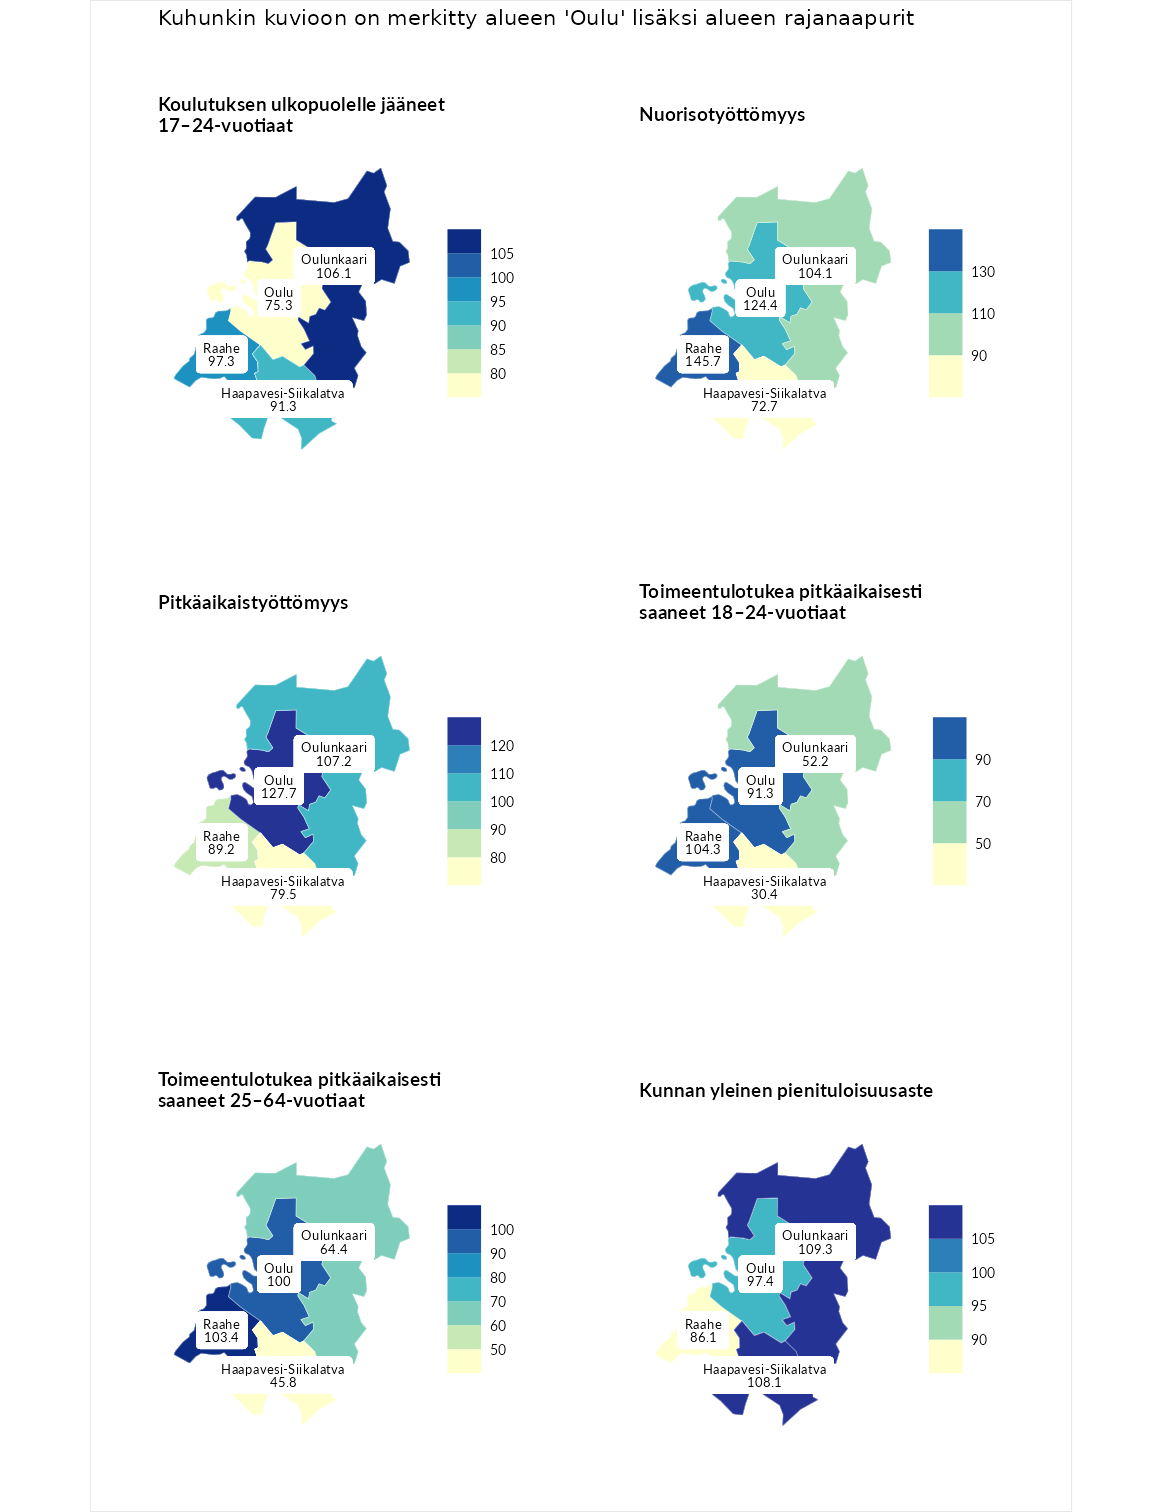 Kuhunkin kuvioon on merkitty alueen 'Oulu' lisäksi alueen rajanaapurit
Koulutuksen ulkopuolelle jääneet
17–24-vuotiaat
Oulunkaari
106.1
Oulu
75.3
Raahe
97.3
Haapavesi-Siikalatva
91.3
105
100
95
90
85
80
Nuorisotyöttömyys
Oulunkaari
104.1
Oulu
124.4
Raahe
145.7
Haapavesi-Siikalatva
72.7
130
110
90
Pitkäaikaistyöttömyys
Oulunkaari
107.2
Oulu
127.7
Raahe
89.2
Haapavesi-Siikalatva
79.5
120
110
100
90
80
Toimeentulotukea pitkäaikaisesti
saaneet 18–24-vuotiaat
Oulunkaari
52.2
Oulu
91.3
Raahe
104.3
Haapavesi-Siikalatva
30.4
90
70
50
Toimeentulotukea pitkäaikaisesti
saaneet 25–64-vuotiaat
Oulunkaari
64.4
Oulu
100
Raahe
103.4
Haapavesi-Siikalatva
45.8
100
90
80
70
60
50
Kunnan yleinen pienituloisuusaste
Oulunkaari
109.3
Oulu
97.4
Raahe
86.1
Haapavesi-Siikalatva
108.1
105
100
95
90